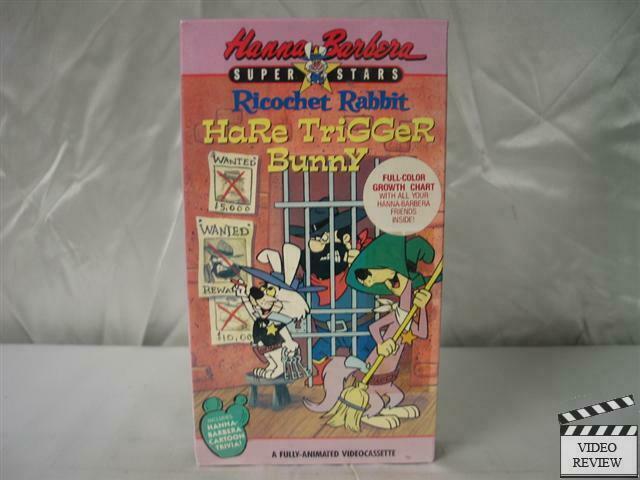 Hanna Barbera
SUPER STARS
Ricochet Rabbit
HaRe TriGGeR
BunnY
"WANTED"
$5,000
FULL-COLOR
GROWTH CHART
WITH ALL YOUR
HANNA-BARBERA
FRIENDS
INSIDE!
"WANTED"
REWA
$10,00
INCLUDES
HANNA-
BARBERA
CARTOON
TRIVIA!
A FULLY-ANIMATED VIDEOCASSETTE
VIDEO
REVIEW